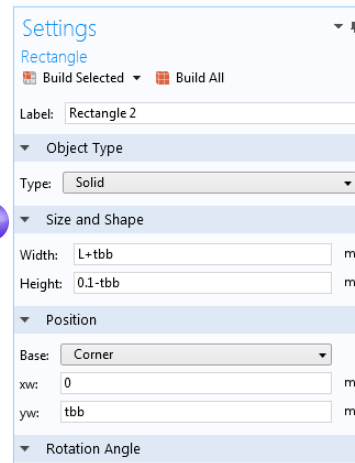 Settings
Rectangle
Build Selected Build All
Label: Rectangle 2
Object Type
Type: Solid
Size and Shape
Width: L+tbb m
Height: 0.1-tbb m
Position
Base: Corner
xw: 0 m
yw: tbb m
Rotation Angle